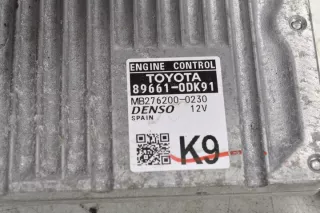 ENGINE CONTROL
TOYOTA
89661-0DK91
MB276200-0230
DENSO 12V
SPAIN
K9